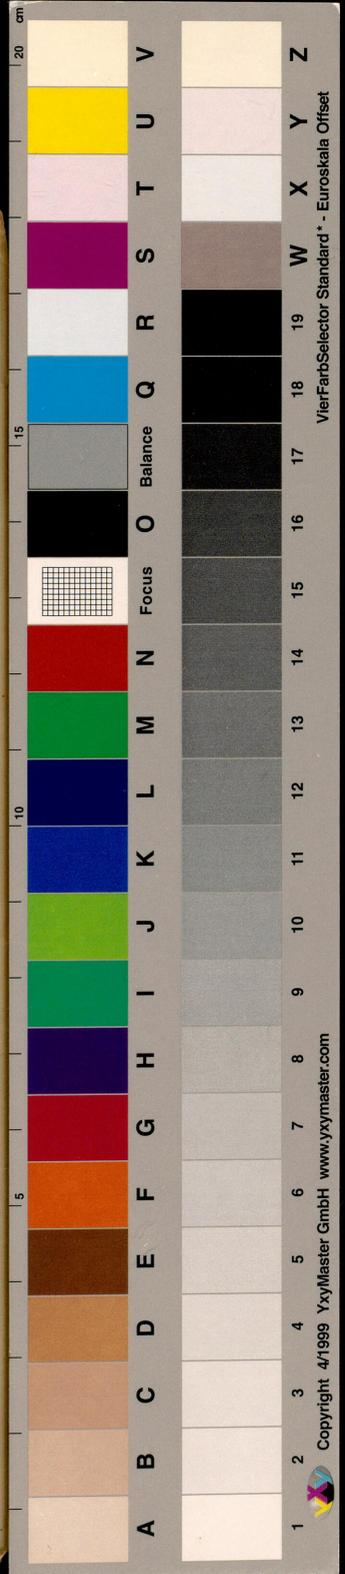 cm
5
10
15
20
A B C D E F G H I J K L M N Focus O Balance Q R S T U V
1 2 3 4 5 6 7 8 9 10 11 12 13 14 15 16 17 18 19 W X Y Z
YXY Copyright 4/1999 YxyMaster GmbH www.yxymaster.com
VierFarbSelector Standard* - Euroskala Offset